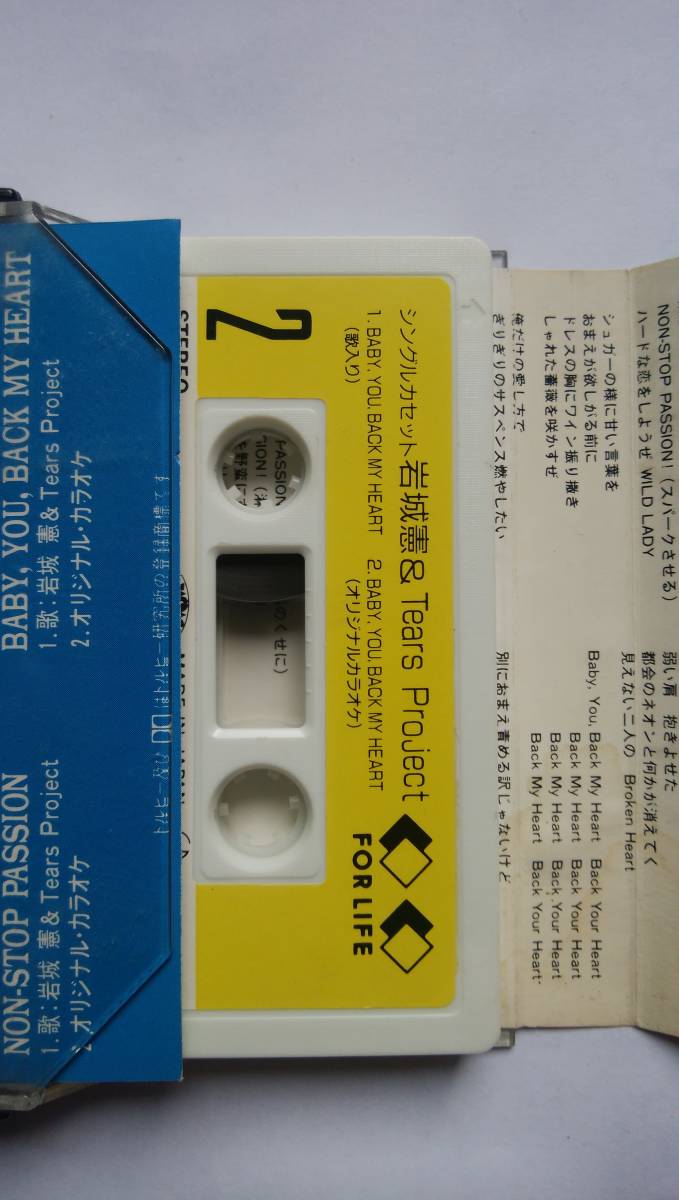 BABY, YOU, BACK MY HEART
1.歌：岩城 憲& Tears Project
2.オリジナル・カラオケ
NON-STOP PASSION
1.歌：岩城 憲& Tears Project
2.オリジナル・カラオケ
STEREO
2
シングルカセット 岩城憲& Tears Project
1. BABY, YOU, BACK MY HEART
(歌入り)
2. BABY, YOU, BACK MY HEART
(オリジナルカラオケ)
FOR LIFE
MADE IN JAPAN
PASSION
ION!
のくせに)
NON-STOP PASSION! (スパークさせる)
ハードな恋をしようぜ WILD LADY
シュガーの様に甘い言葉を
おまえが欲しがる前に
ドレスの胸にワイン振り撒き
しゃれた薔薇を咲かすぜ
俺だけの愛し方で
ぎりぎりのサスペンス燃やしたい
弱い肩 抱きよせた
都会のネオンと何かが消えてく
見えない二人の Broken Heart
Baby, You, Back My Heart Back Your Heart
Back My Heart Back Your Heart
Back My Heart Back Your Heart
Back My Heart Back Your Heart
別におまえ責める訳じゃないけど